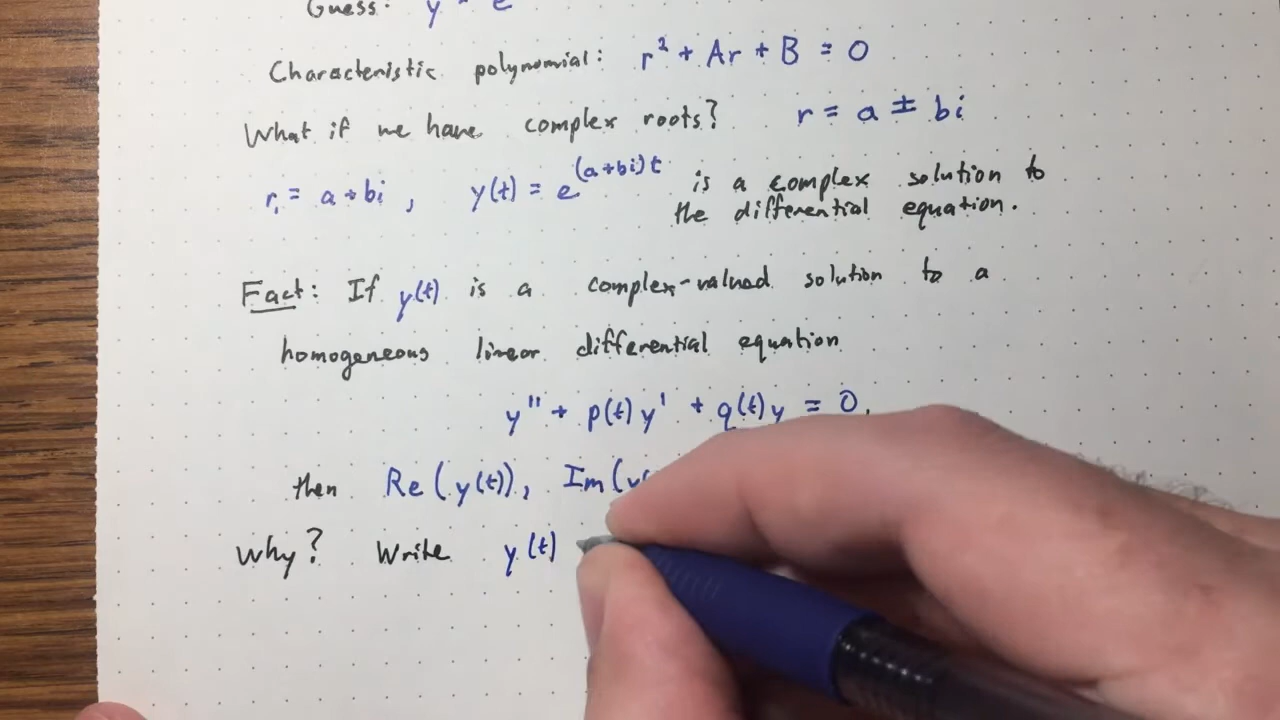 Guess: y = e
Characteristic polynomial: r² + Ar + B = 0
What if we have complex roots? r = a ± bi
r₁ = a + bi, y(t) = e^(a+bi)t is a complex solution to
the differential equation.
Fact: If y(t) is a complex-valued solution to a
homogeneous linear differential equation
y'' + p(t)y' + q(t)y = 0,
then Re(y(t)), Im(y(
Why? Write y(t)